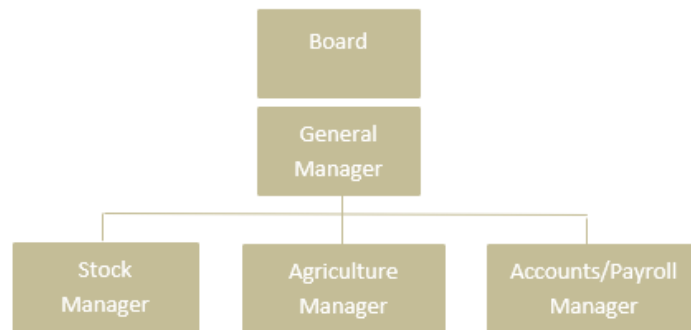 Board
General
Manager
Stock
Manager
Agriculture
Manager
Accounts/Payroll
Manager